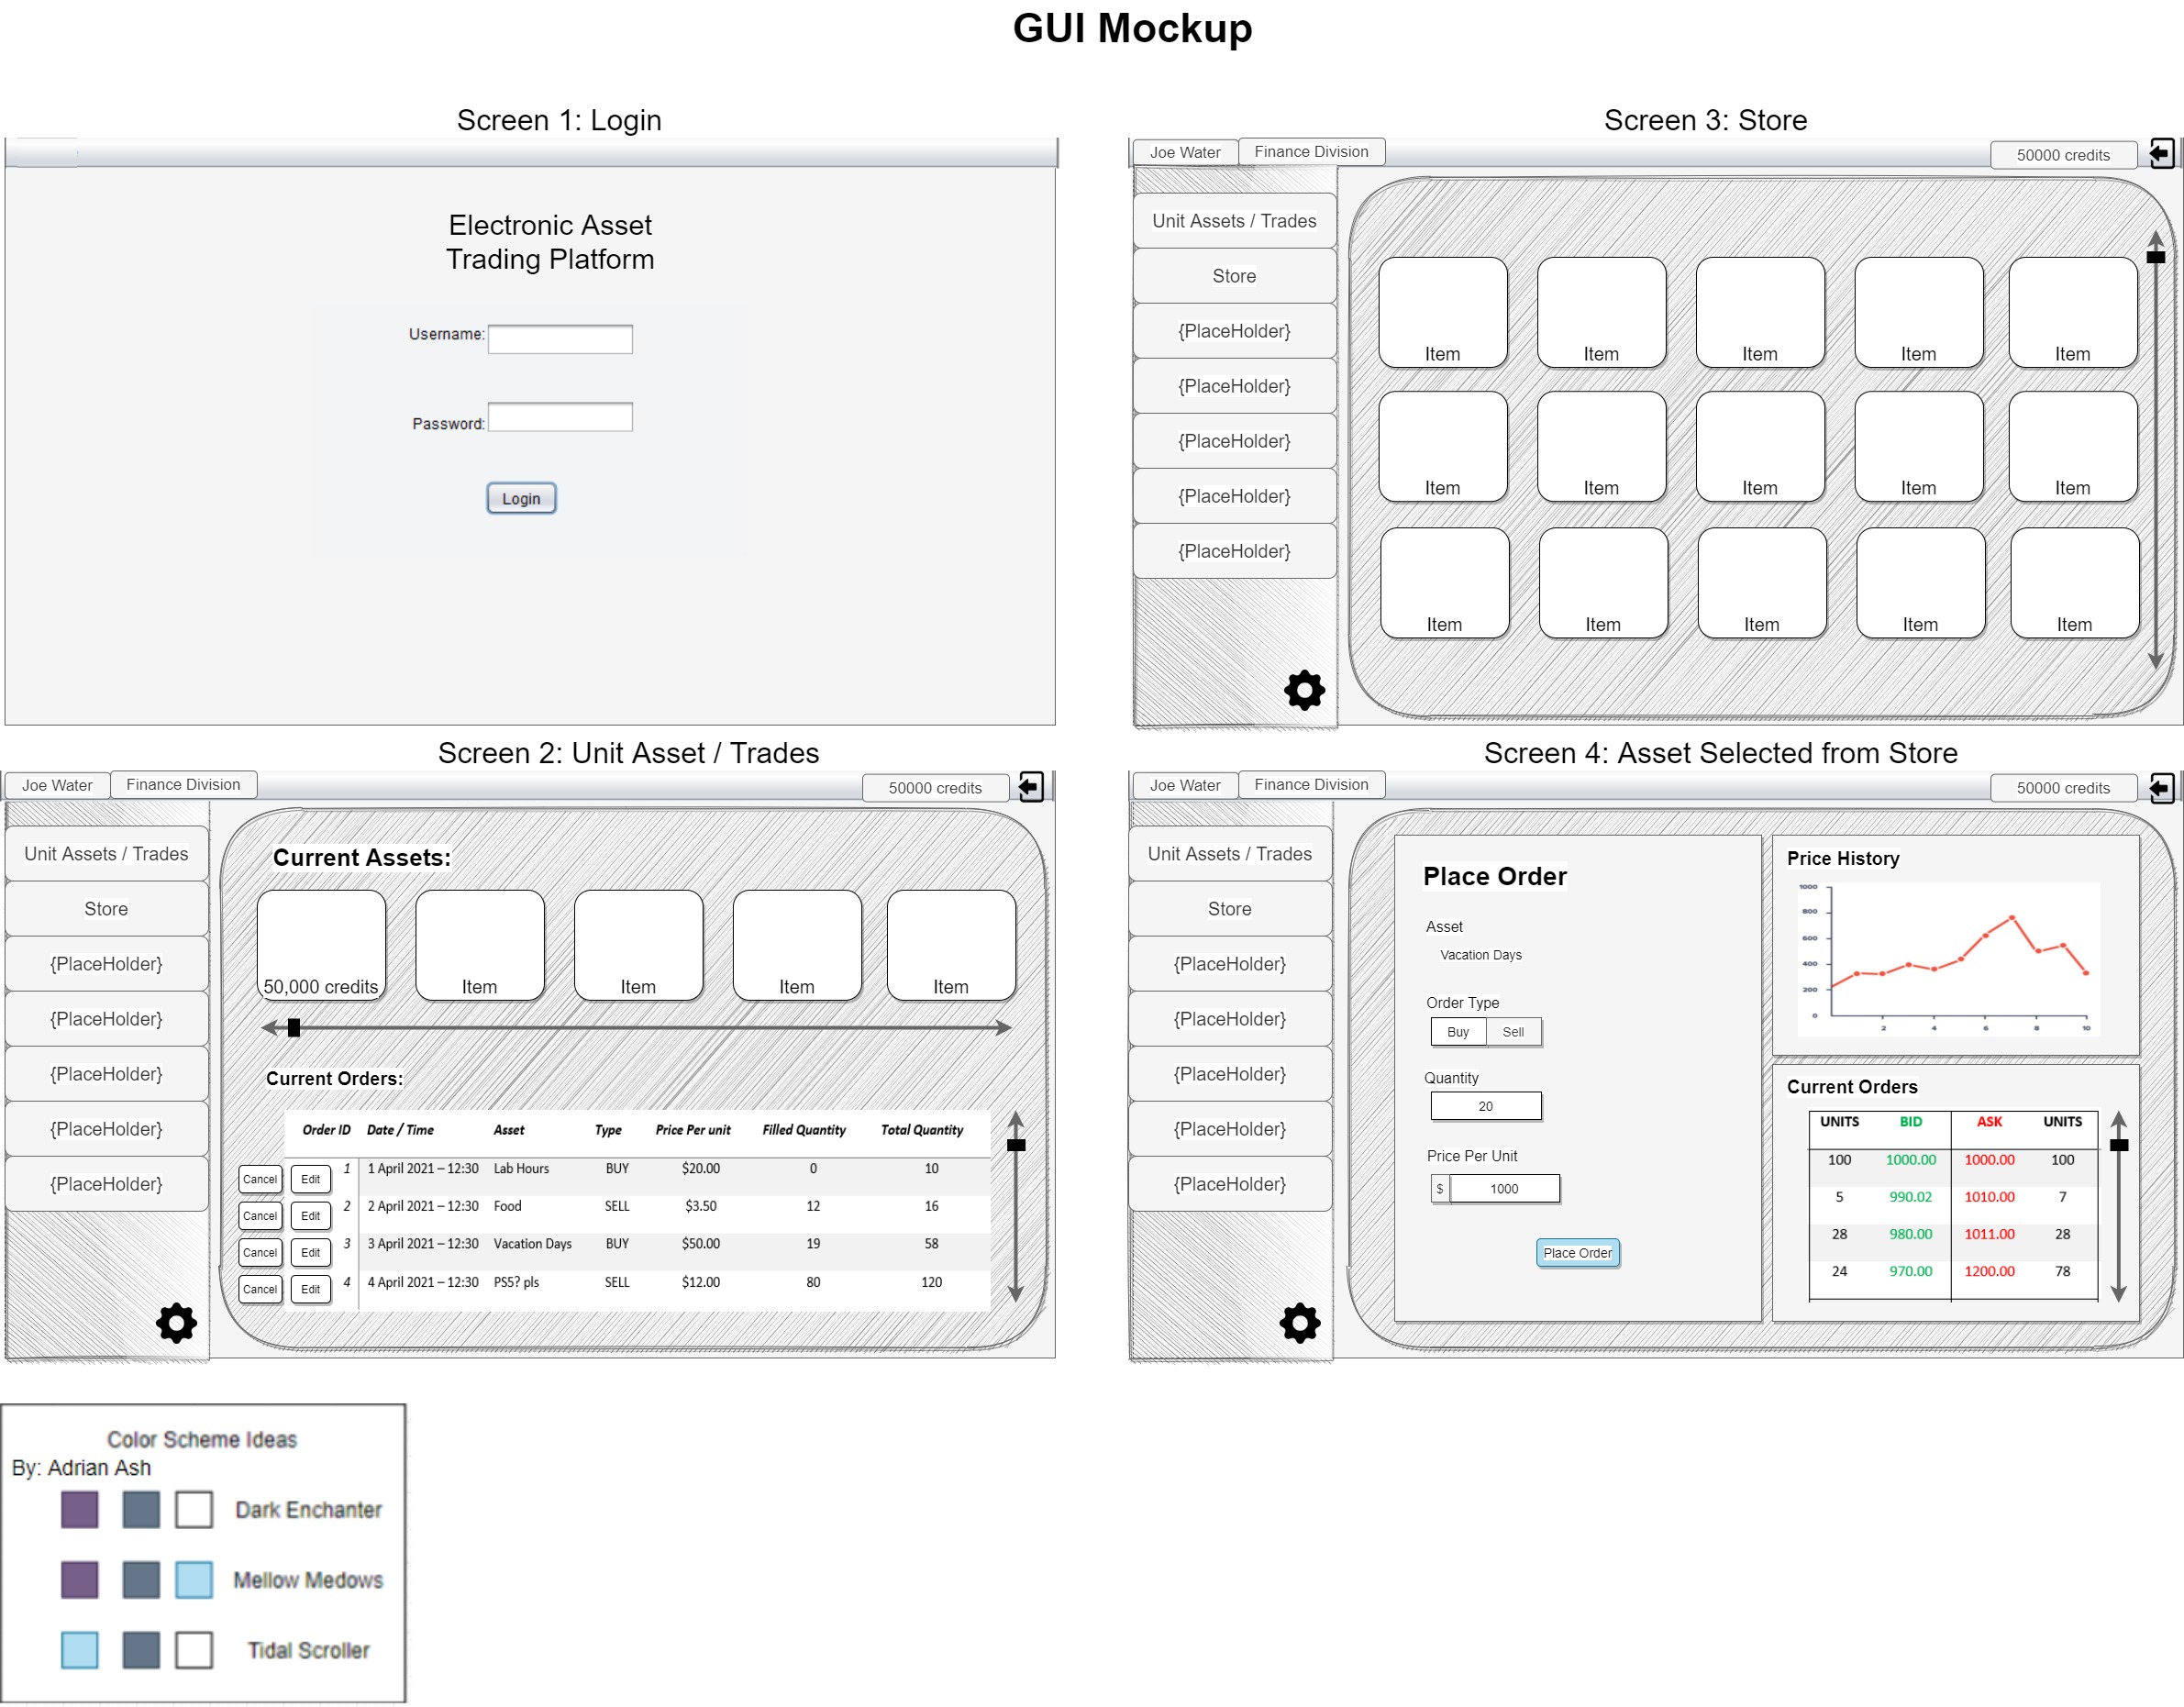 GUI Mockup
Screen 1: Login
Electronic Asset
Trading Platform
Username:
Password:
Login
Screen 3: Store
Joe Water
Finance Division
50000 credits
Unit Assets / Trades
Store
{PlaceHolder}
{PlaceHolder}
{PlaceHolder}
{PlaceHolder}
{PlaceHolder}
Item Item Item Item Item
Item Item Item Item Item
Item Item Item Item Item
Screen 2: Unit Asset / Trades
Joe Water
Finance Division
50000 credits
Unit Assets / Trades
Store
{PlaceHolder}
{PlaceHolder}
{PlaceHolder}
{PlaceHolder}
{PlaceHolder}
Current Assets:
50,000 credits Item Item Item Item
Current Orders:
Order ID Date / Time Asset Type Price Per unit Filled Quantity Total Quantity
Cancel Edit 1 1 April 2021 – 12:30 Lab Hours BUY $20.00 0 10
Cancel Edit 2 2 April 2021 – 12:30 Food SELL $3.50 12 16
Cancel Edit 3 3 April 2021 – 12:30 Vacation Days BUY $50.00 19 58
Cancel Edit 4 4 April 2021 – 12:30 PS5? pls SELL $12.00 80 120
Screen 4: Asset Selected from Store
Joe Water
Finance Division
50000 credits
Unit Assets / Trades
Store
{PlaceHolder}
{PlaceHolder}
{PlaceHolder}
{PlaceHolder}
{PlaceHolder}
Place Order
Asset
Vacation Days
Order Type
Buy Sell
Quantity
20
Price Per Unit
$ 1000
Place Order
Price History
1000
800
600
400
200
0
2 4 6 8 10
Current Orders
UNITS BID ASK UNITS
100 1000.00 1000.00 100
5 990.02 1010.00 7
28 980.00 1011.00 28
24 970.00 1200.00 78
Color Scheme Ideas
By: Adrian Ash
Dark Enchanter
Mellow Medows
Tidal Scroller